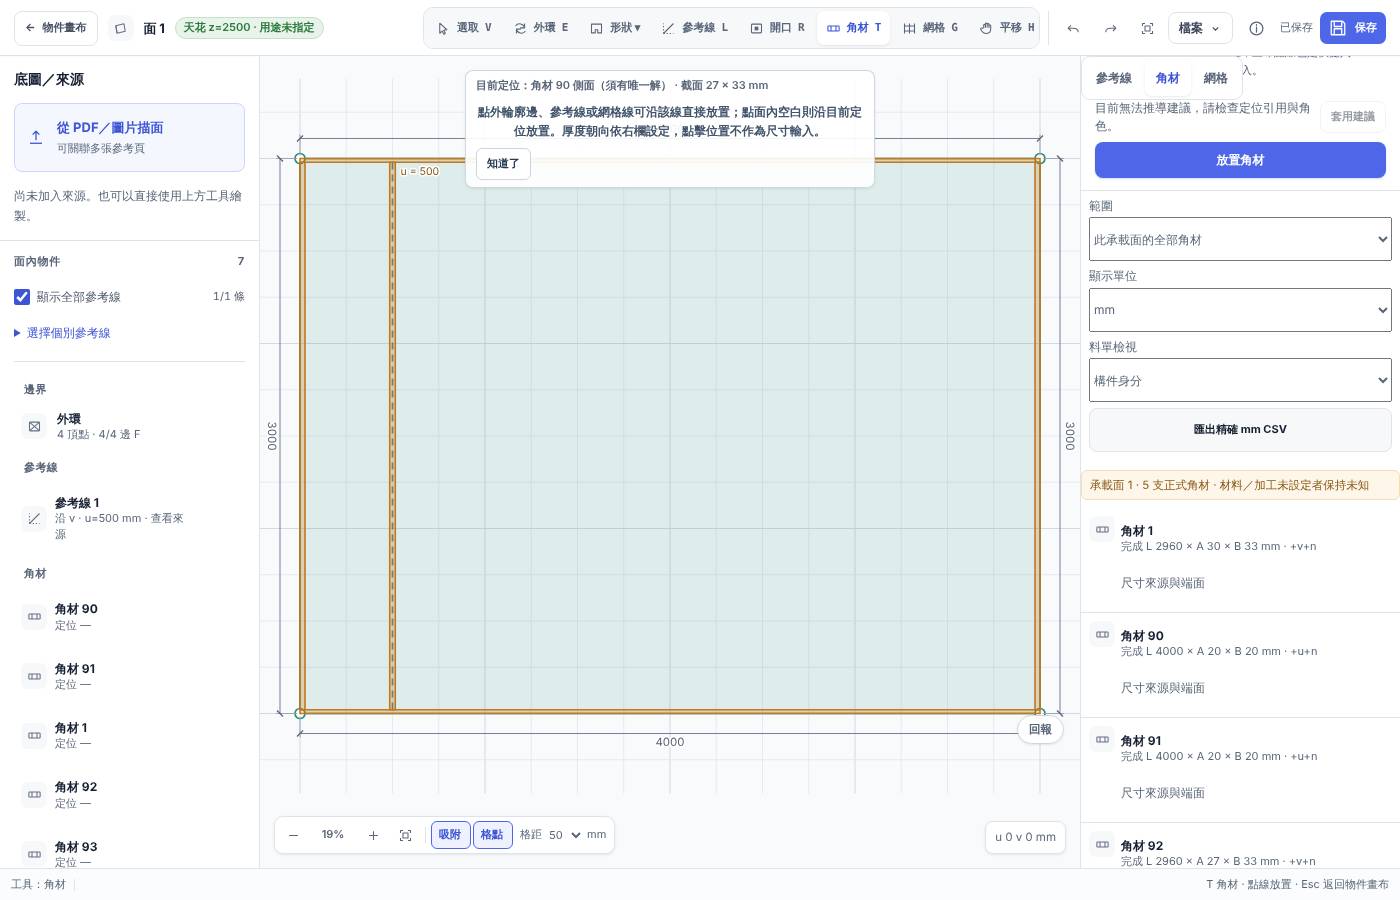 物件畫布
面 1
天花 z=2500 · 用途未指定
選取 V
外環 E
形狀▼
參考線 L
開口 R
角材 T
網格 G
平移 H
檔案
已保存
保存
底圖／來源
從 PDF／圖片描面
可關聯多張參考頁
尚未加入來源。也可以直接使用上方工具繪
製。
面內物件
7
顯示全部參考線
1/1 條
選擇個別參考線
邊界
外環
4 頂點 · 4/4 邊 F
參考線
參考線 1
沿 v · u=500 mm · 查看來
源
角材
角材 90
定位 —
角材 91
定位 —
角材 1
定位 —
角材 92
定位 —
角材 93
定位 —
目前定位：角材 90 側面（須有唯一解） · 截面 27 × 33 mm
點外輪廓邊、參考線或網格線可沿該線直接放置；點面內空白則沿目前定
位放置。厚度朝向依右欄設定，點擊位置不作為尺寸輸入。
知道了
u = 500
3000
3000
4000
回報
19%
吸附
格點
格距
50
mm
u 0 v 0 mm
參考線
角材
網格
入。
目前無法推導建議，請檢查定位引用與角
色。
套用建議
放置角材
範圍
此承載面的全部角材
顯示單位
mm
料單檢視
構件身分
匯出精確 mm CSV
承載面 1 · 5 支正式角材 · 材料／加工未設定者保持未知
角材 1
完成 L 2960 × A 30 × B 33 mm · +v+n
尺寸來源與端面
角材 90
完成 L 4000 × A 20 × B 20 mm · +u+n
尺寸來源與端面
角材 91
完成 L 4000 × A 20 × B 20 mm · +u+n
尺寸來源與端面
角材 92
完成 L 2960 × A 27 × B 33 mm · +v+n
工具：角材
T 角材 · 點線放置 · Esc 返回物件畫布